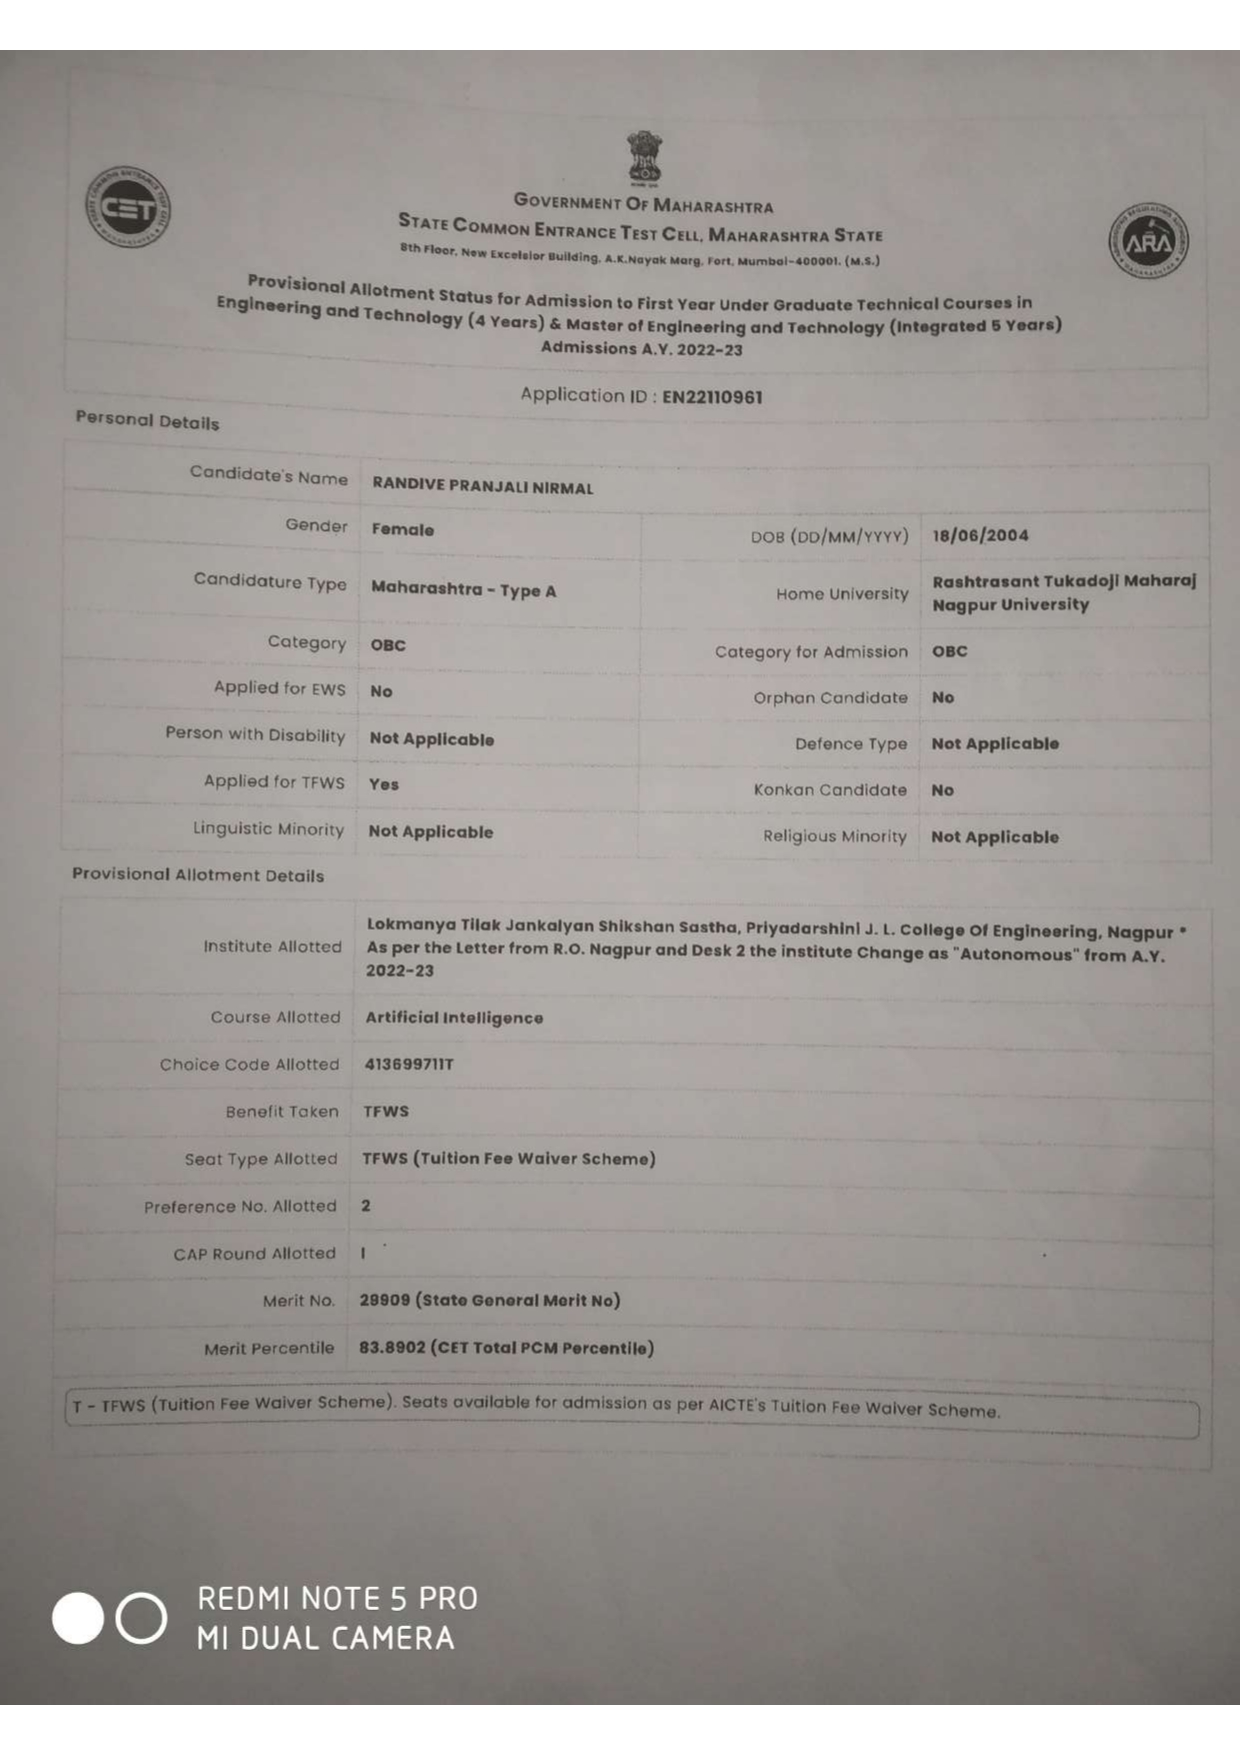 CET
ARA
GOVERNMENT OF MAHARASHTRA
STATE COMMON ENTRANCE TEST CELL, MAHARASHTRA STATE
8th Floor, New Excelsior Building, A.K.Nayak Marg, Fort, Mumbai-400001. (M.S.)
Provisional Allotment Status for Admission to First Year Under Graduate Technical Courses in
Engineering and Technology (4 Years) & Master of Engineering and Technology (Integrated 5 Years)
Admissions A.Y. 2022-23
Application ID : EN22110961
Personal Details
Candidate's Name RANDIVE PRANJALI NIRMAL
Gender Female DOB (DD/MM/YYYY) 18/06/2004
Candidature Type Maharashtra - Type A Home University Rashtrasant Tukadoji Maharaj
Nagpur University
Category OBC Category for Admission OBC
Applied for EWS No Orphan Candidate No
Person with Disability Not Applicable Defence Type Not Applicable
Applied for TFWS Yes Konkan Candidate No
Linguistic Minority Not Applicable Religious Minority Not Applicable
Provisional Allotment Details
Institute Allotted Lokmanya Tilak Jankalyan Shikshan Sastha, Priyadarshini J. L. College Of Engineering, Nagpur *
As per the Letter from R.O. Nagpur and Desk 2 the institute Change as "Autonomous" from A.Y.
2022-23
Course Allotted Artificial Intelligence
Choice Code Allotted 413699711T
Benefit Taken TFWS
Seat Type Allotted TFWS (Tuition Fee Waiver Scheme)
Preference No. Allotted 2
CAP Round Allotted I
Merit No. 29909 (State General Merit No)
Merit Percentile 83.8902 (CET Total PCM Percentile)
T - TFWS (Tuition Fee Waiver Scheme). Seats available for admission as per AICTE's Tuition Fee Waiver Scheme.
REDMI NOTE 5 PRO
MI DUAL CAMERA